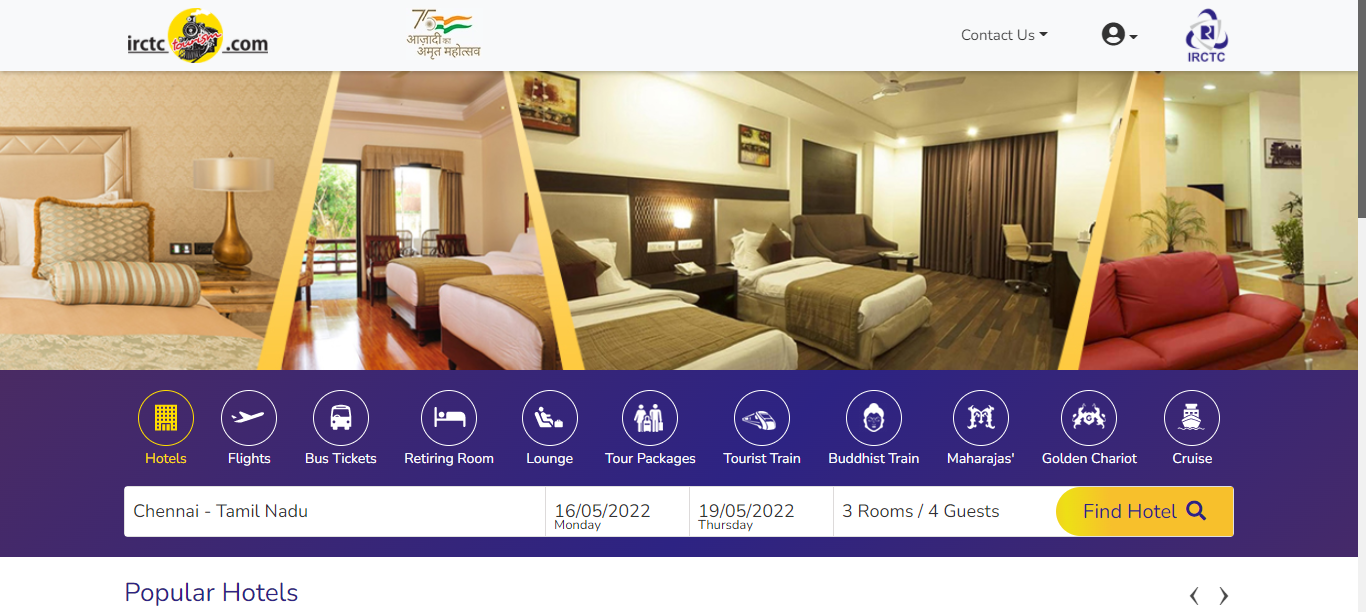 irctc tourism .com
75
आज़ादी का
अमृत महोत्सव
Contact Us
IRCTC
Hotels
Flights
Bus Tickets
Retiring Room
Lounge
Tour Packages
Tourist Train
Buddhist Train
Maharajas'
Golden Chariot
Cruise
Chennai - Tamil Nadu
16/05/2022
Monday
19/05/2022
Thursday
3 Rooms / 4 Guests
Find Hotel
Popular Hotels